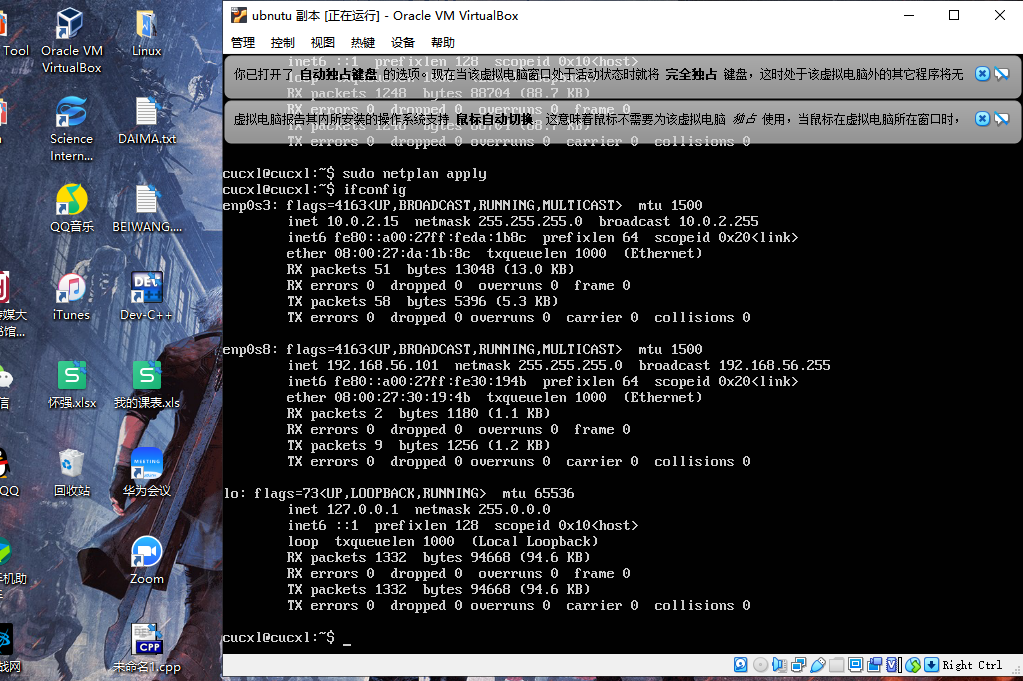 Tool
Oracle VM
VirtualBox
Linux
Science
Intern...
DAIMA.txt
QQ音乐
BEIWANG....
传媒大
书馆...
iTunes
DEV
C++
Dev-C++
信
S
怀强.xlsx
S
我的课表.xls
QQ
回收站
MEETING
华为会议
手机助
Zoom
战网
CPP
未命名1.cpp
ubnutu 副本 [正在运行] - Oracle VM VirtualBox
管理 控制 视图 热键 设备 帮助
inet6 ::1 prefixlen 128 scopeid 0x10<host>
你已打开了 自动独占键盘 的选项。现在当该虚拟电脑窗口处于活动状态时就将 完全独占 键盘，这时处于该虚拟电脑外的其它程序将无
RX packets 1248 bytes 88704 (88.7 KB)
RX errors 0 dropped 0 overruns 0 frame 0
虚拟电脑报告其内所安装的操作系统支持 鼠标自动切换。这意味着鼠标不需要为该虚拟电脑 独占 使用，当鼠标在虚拟电脑所在窗口时，
TX packets 1248 bytes 88704 (88.7 KB)
TX errors 0 dropped 0 overruns 0 carrier 0 collisions 0
cucxl@cucxl:~$ sudo netplan apply
cucxl@cucxl:~$ ifconfig
enp0s3: flags=4163<UP,BROADCAST,RUNNING,MULTICAST> mtu 1500
inet 10.0.2.15 netmask 255.255.255.0 broadcast 10.0.2.255
inet6 fe80::a00:27ff:feda:1b8c prefixlen 64 scopeid 0x20<link>
ether 08:00:27:da:1b:8c txqueuelen 1000 (Ethernet)
RX packets 51 bytes 13048 (13.0 KB)
RX errors 0 dropped 0 overruns 0 frame 0
TX packets 58 bytes 5396 (5.3 KB)
TX errors 0 dropped 0 overruns 0 carrier 0 collisions 0
enp0s8: flags=4163<UP,BROADCAST,RUNNING,MULTICAST> mtu 1500
inet 192.168.56.101 netmask 255.255.255.0 broadcast 192.168.56.255
inet6 fe80::a00:27ff:fe30:194b prefixlen 64 scopeid 0x20<link>
ether 08:00:27:30:19:4b txqueuelen 1000 (Ethernet)
RX packets 2 bytes 1180 (1.1 KB)
RX errors 0 dropped 0 overruns 0 frame 0
TX packets 9 bytes 1256 (1.2 KB)
TX errors 0 dropped 0 overruns 0 carrier 0 collisions 0
lo: flags=73<UP,LOOPBACK,RUNNING> mtu 65536
inet 127.0.0.1 netmask 255.0.0.0
inet6 ::1 prefixlen 128 scopeid 0x10<host>
loop txqueuelen 1000 (Local Loopback)
RX packets 1332 bytes 94668 (94.6 KB)
RX errors 0 dropped 0 overruns 0 frame 0
TX packets 1332 bytes 94668 (94.6 KB)
TX errors 0 dropped 0 overruns 0 carrier 0 collisions 0
cucxl@cucxl:~$ _
Right Ctrl